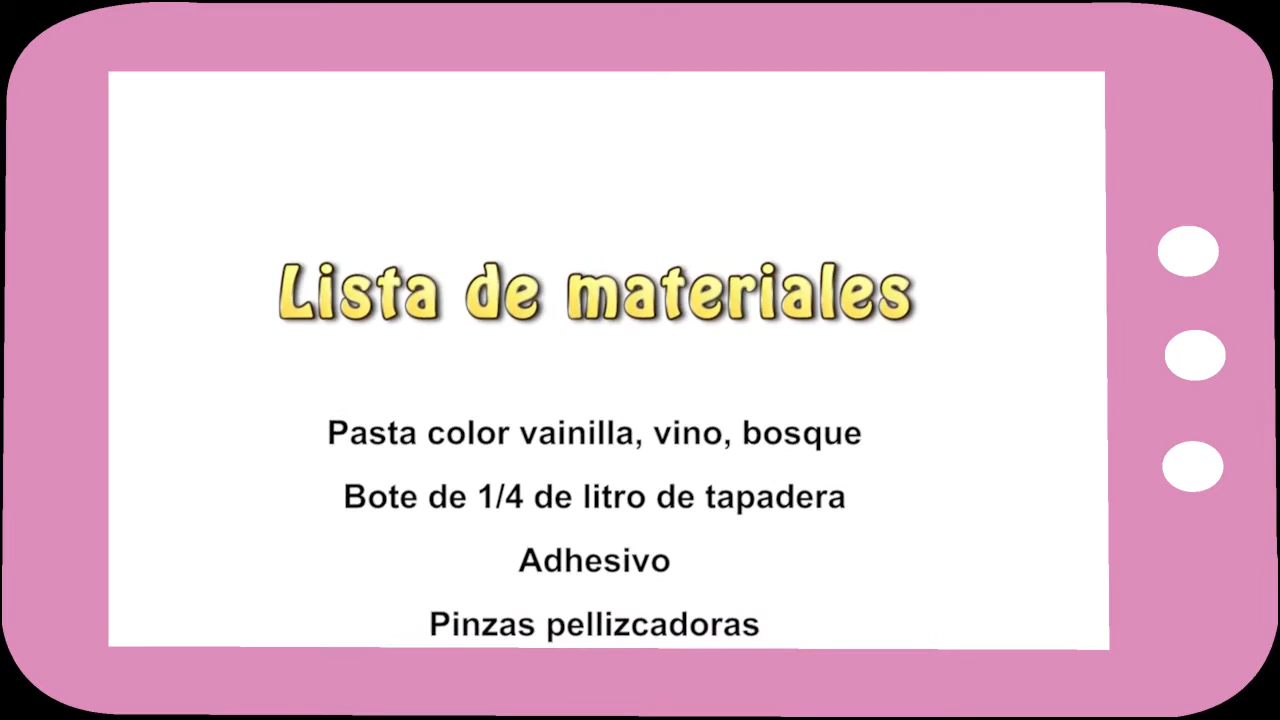 Lista de materiales
Pasta color vainilla, vino, bosque
Bote de 1/4 de litro de tapadera
Adhesivo
Pinzas pellizcadoras